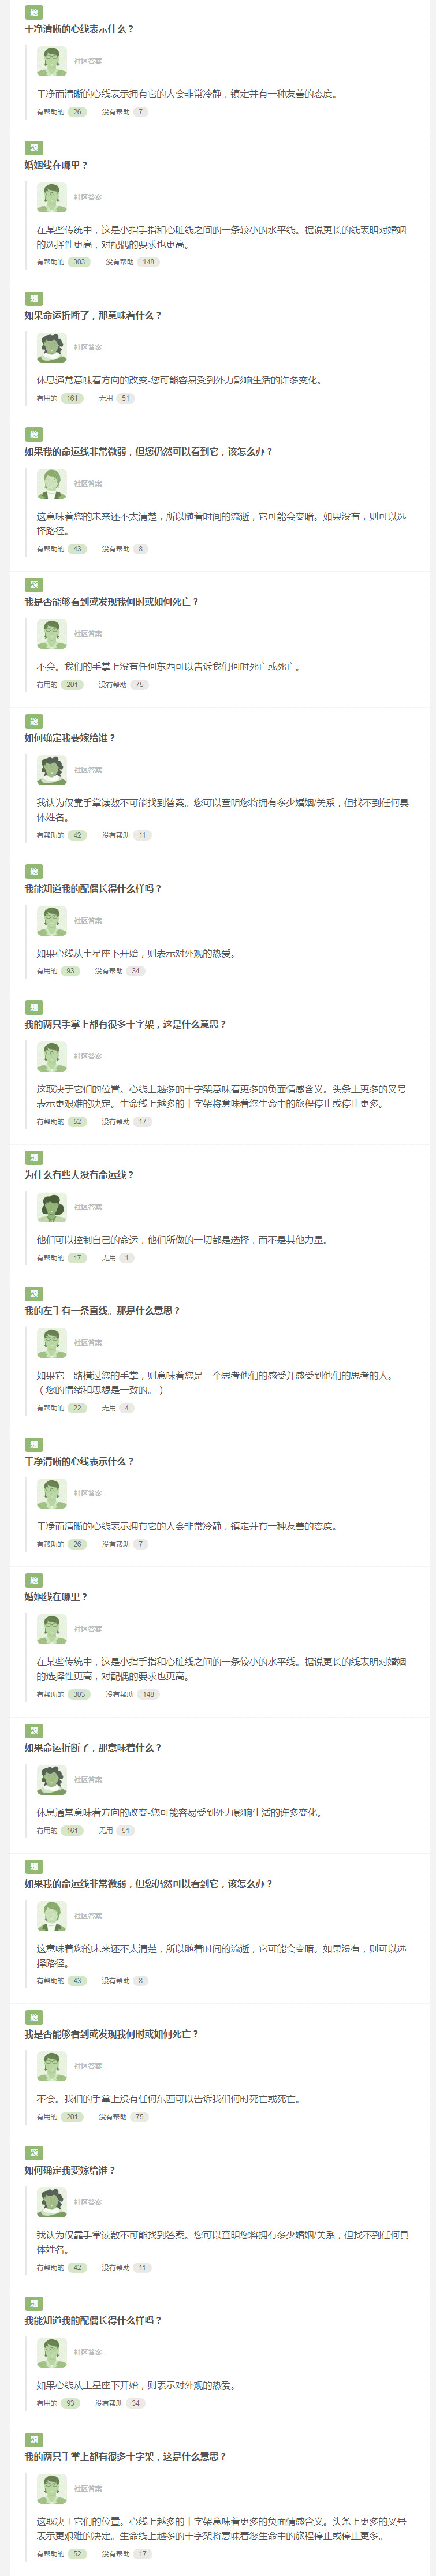 题
干净清晰的心线表示什么？
社区答案
干净而清晰的心线表示拥有它的人会非常冷静，镇定并有一种友善的态度。
有帮助的 26 没有帮助 7
题
婚姻线在哪里？
社区答案
在某些传统中，这是小指手指和心脏线之间的一条较小的水平线。据说更长的线表明对婚姻
的选择性更高，对配偶的要求也更高。
有帮助的 303 没有帮助 148
题
如果命运折断了，那意味着什么？
社区答案
休息通常意味着方向的改变-您可能容易受到外力影响生活的许多变化。
有用的 161 无用 51
题
如果我的命运线非常微弱，但您仍然可以看到它，该怎么办？
社区答案
这意味着您的未来还不太清楚，所以随着时间的流逝，它可能会变暗。如果没有，则可以选
择路径。
有帮助的 43 没有帮助 8
题
我是否能够看到或发现我何时或如何死亡？
社区答案
不会。我们的手掌上没有任何东西可以告诉我们何时死亡或死亡。
有用的 201 没有帮助 75
题
如何确定我要嫁给谁？
社区答案
我认为仅靠手掌读数不可能找到答案。您可以查明您将拥有多少婚姻/关系，但找不到任何具
体姓名。
有帮助的 42 没有帮助 11
题
我能知道我的配偶长得什么样吗？
社区答案
如果心线从土星座下开始，则表示对外观的热爱。
有用的 93 没有帮助 34
题
我的两只手掌上都有很多十字架，这是什么意思？
社区答案
这取决于它们的位置。心线上越多的十字架意味着更多的负面情感含义。头条上更多的叉号
表示更艰难的决定。生命线上越多的十字架将意味着您生命中的旅程停止或停止更多。
有帮助的 52 没有帮助 17
题
为什么有些人没有命运线？
社区答案
他们可以控制自己的命运，他们所做的一切都是选择，而不是其他力量。
有帮助的 17 无用 1
题
我的左手有一条直线。那是什么意思？
社区答案
如果它一路横过您的手掌，则意味着您是一个思考他们的感受并感受到他们的思考的人。
（您的情绪和思想是一致的。）
有帮助的 22 无用 4
题
干净清晰的心线表示什么？
社区答案
干净而清晰的心线表示拥有它的人会非常冷静，镇定并有一种友善的态度。
有帮助的 26 没有帮助 7
题
婚姻线在哪里？
社区答案
在某些传统中，这是小指手指和心脏线之间的一条较小的水平线。据说更长的线表明对婚姻
的选择性更高，对配偶的要求也更高。
有帮助的 303 没有帮助 148
题
如果命运折断了，那意味着什么？
社区答案
休息通常意味着方向的改变-您可能容易受到外力影响生活的许多变化。
有用的 161 无用 51
题
如果我的命运线非常微弱，但您仍然可以看到它，该怎么办？
社区答案
这意味着您的未来还不太清楚，所以随着时间的流逝，它可能会变暗。如果没有，则可以选
择路径。
有帮助的 43 没有帮助 8
题
我是否能够看到或发现我何时或如何死亡？
社区答案
不会。我们的手掌上没有任何东西可以告诉我们何时死亡或死亡。
有用的 201 没有帮助 75
题
如何确定我要嫁给谁？
社区答案
我认为仅靠手掌读数不可能找到答案。您可以查明您将拥有多少婚姻/关系，但找不到任何具
体姓名。
有帮助的 42 没有帮助 11
题
我能知道我的配偶长得什么样吗？
社区答案
如果心线从土星座下开始，则表示对外观的热爱。
有用的 93 没有帮助 34
题
我的两只手掌上都有很多十字架，这是什么意思？
社区答案
这取决于它们的位置。心线上越多的十字架意味着更多的负面情感含义。头条上更多的叉号
表示更艰难的决定。生命线上越多的十字架将意味着您生命中的旅程停止或停止更多。
有帮助的 52 没有帮助 17